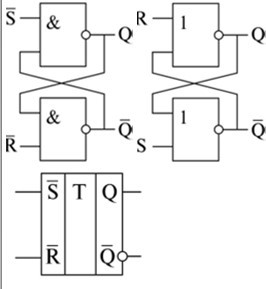 S̅ & Q R 1 Q
& Q̅ 1 Q̅
R̅ S
S̅ T Q
R̅ Q̅